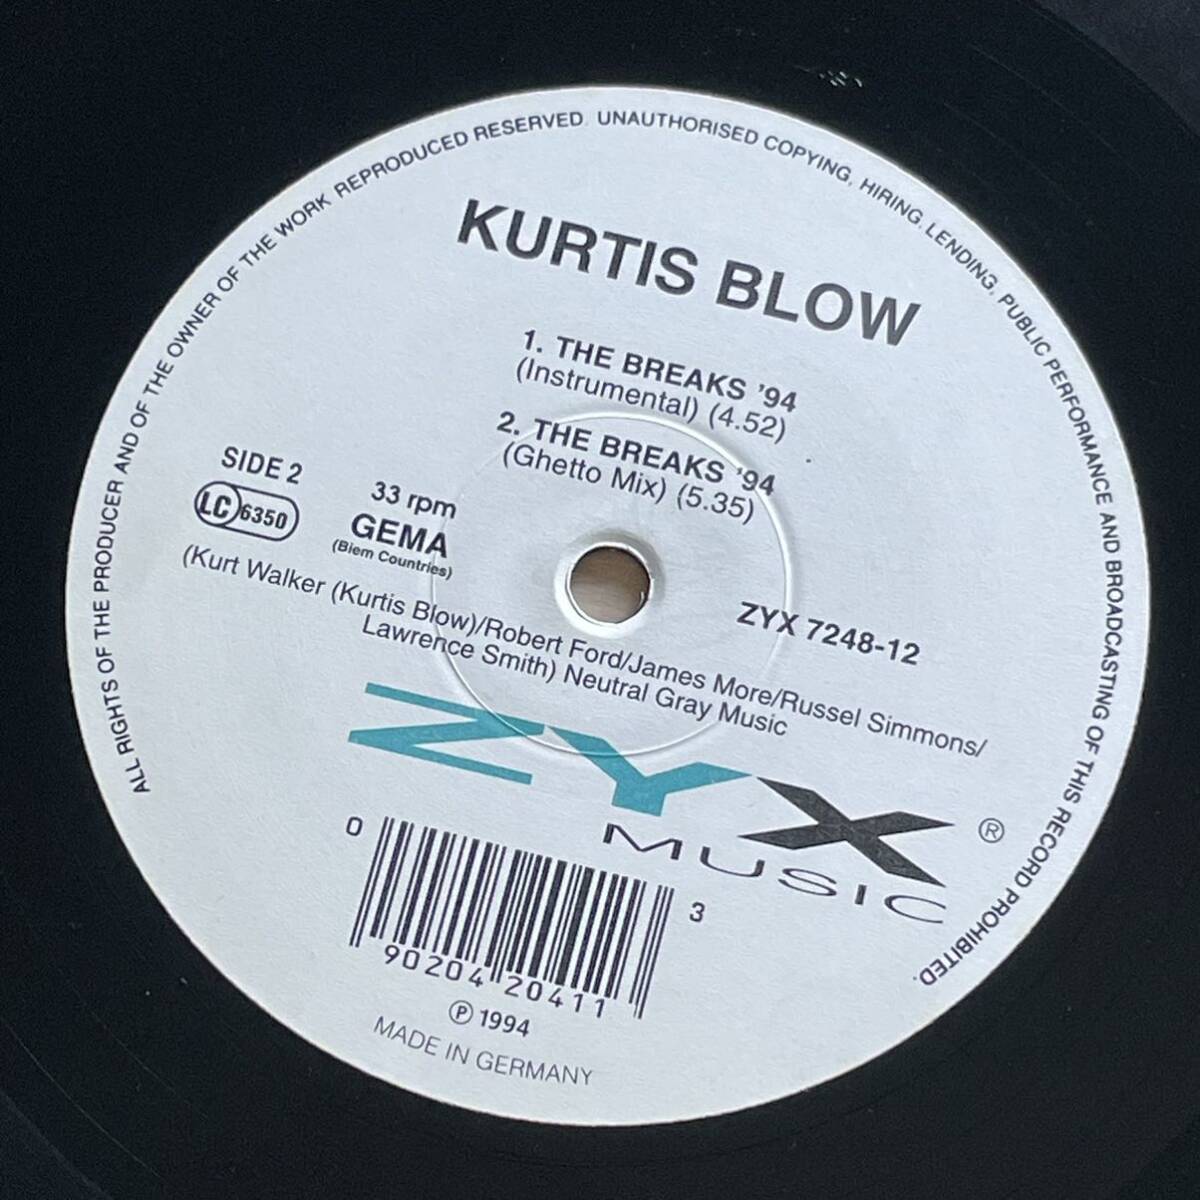 ALL RIGHTS OF THE PRODUCER AND OF THE OWNER OF THE WORK REPRODUCED RESERVED. UNAUTHORISED COPYING, HIRING, LENDING, PUBLIC PERFORMANCE AND BROADCASTING OF THIS RECORD PROHIBITED.
KURTIS BLOW
1. THE BREAKS '94
(Instrumental) (4.52)
2. THE BREAKS '94
(Ghetto Mix) (5.35)
SIDE 2
LC 6350
33 rpm
GEMA
(Biem Countries)
ZYX 7248-12
(Kurt Walker (Kurtis Blow)/Robert Ford/James More/Russel Simmons/
Lawrence Smith) Neutral Gray Music
ZYX ®
MUSIC
0 90204 20411 3
℗ 1994
MADE IN GERMANY